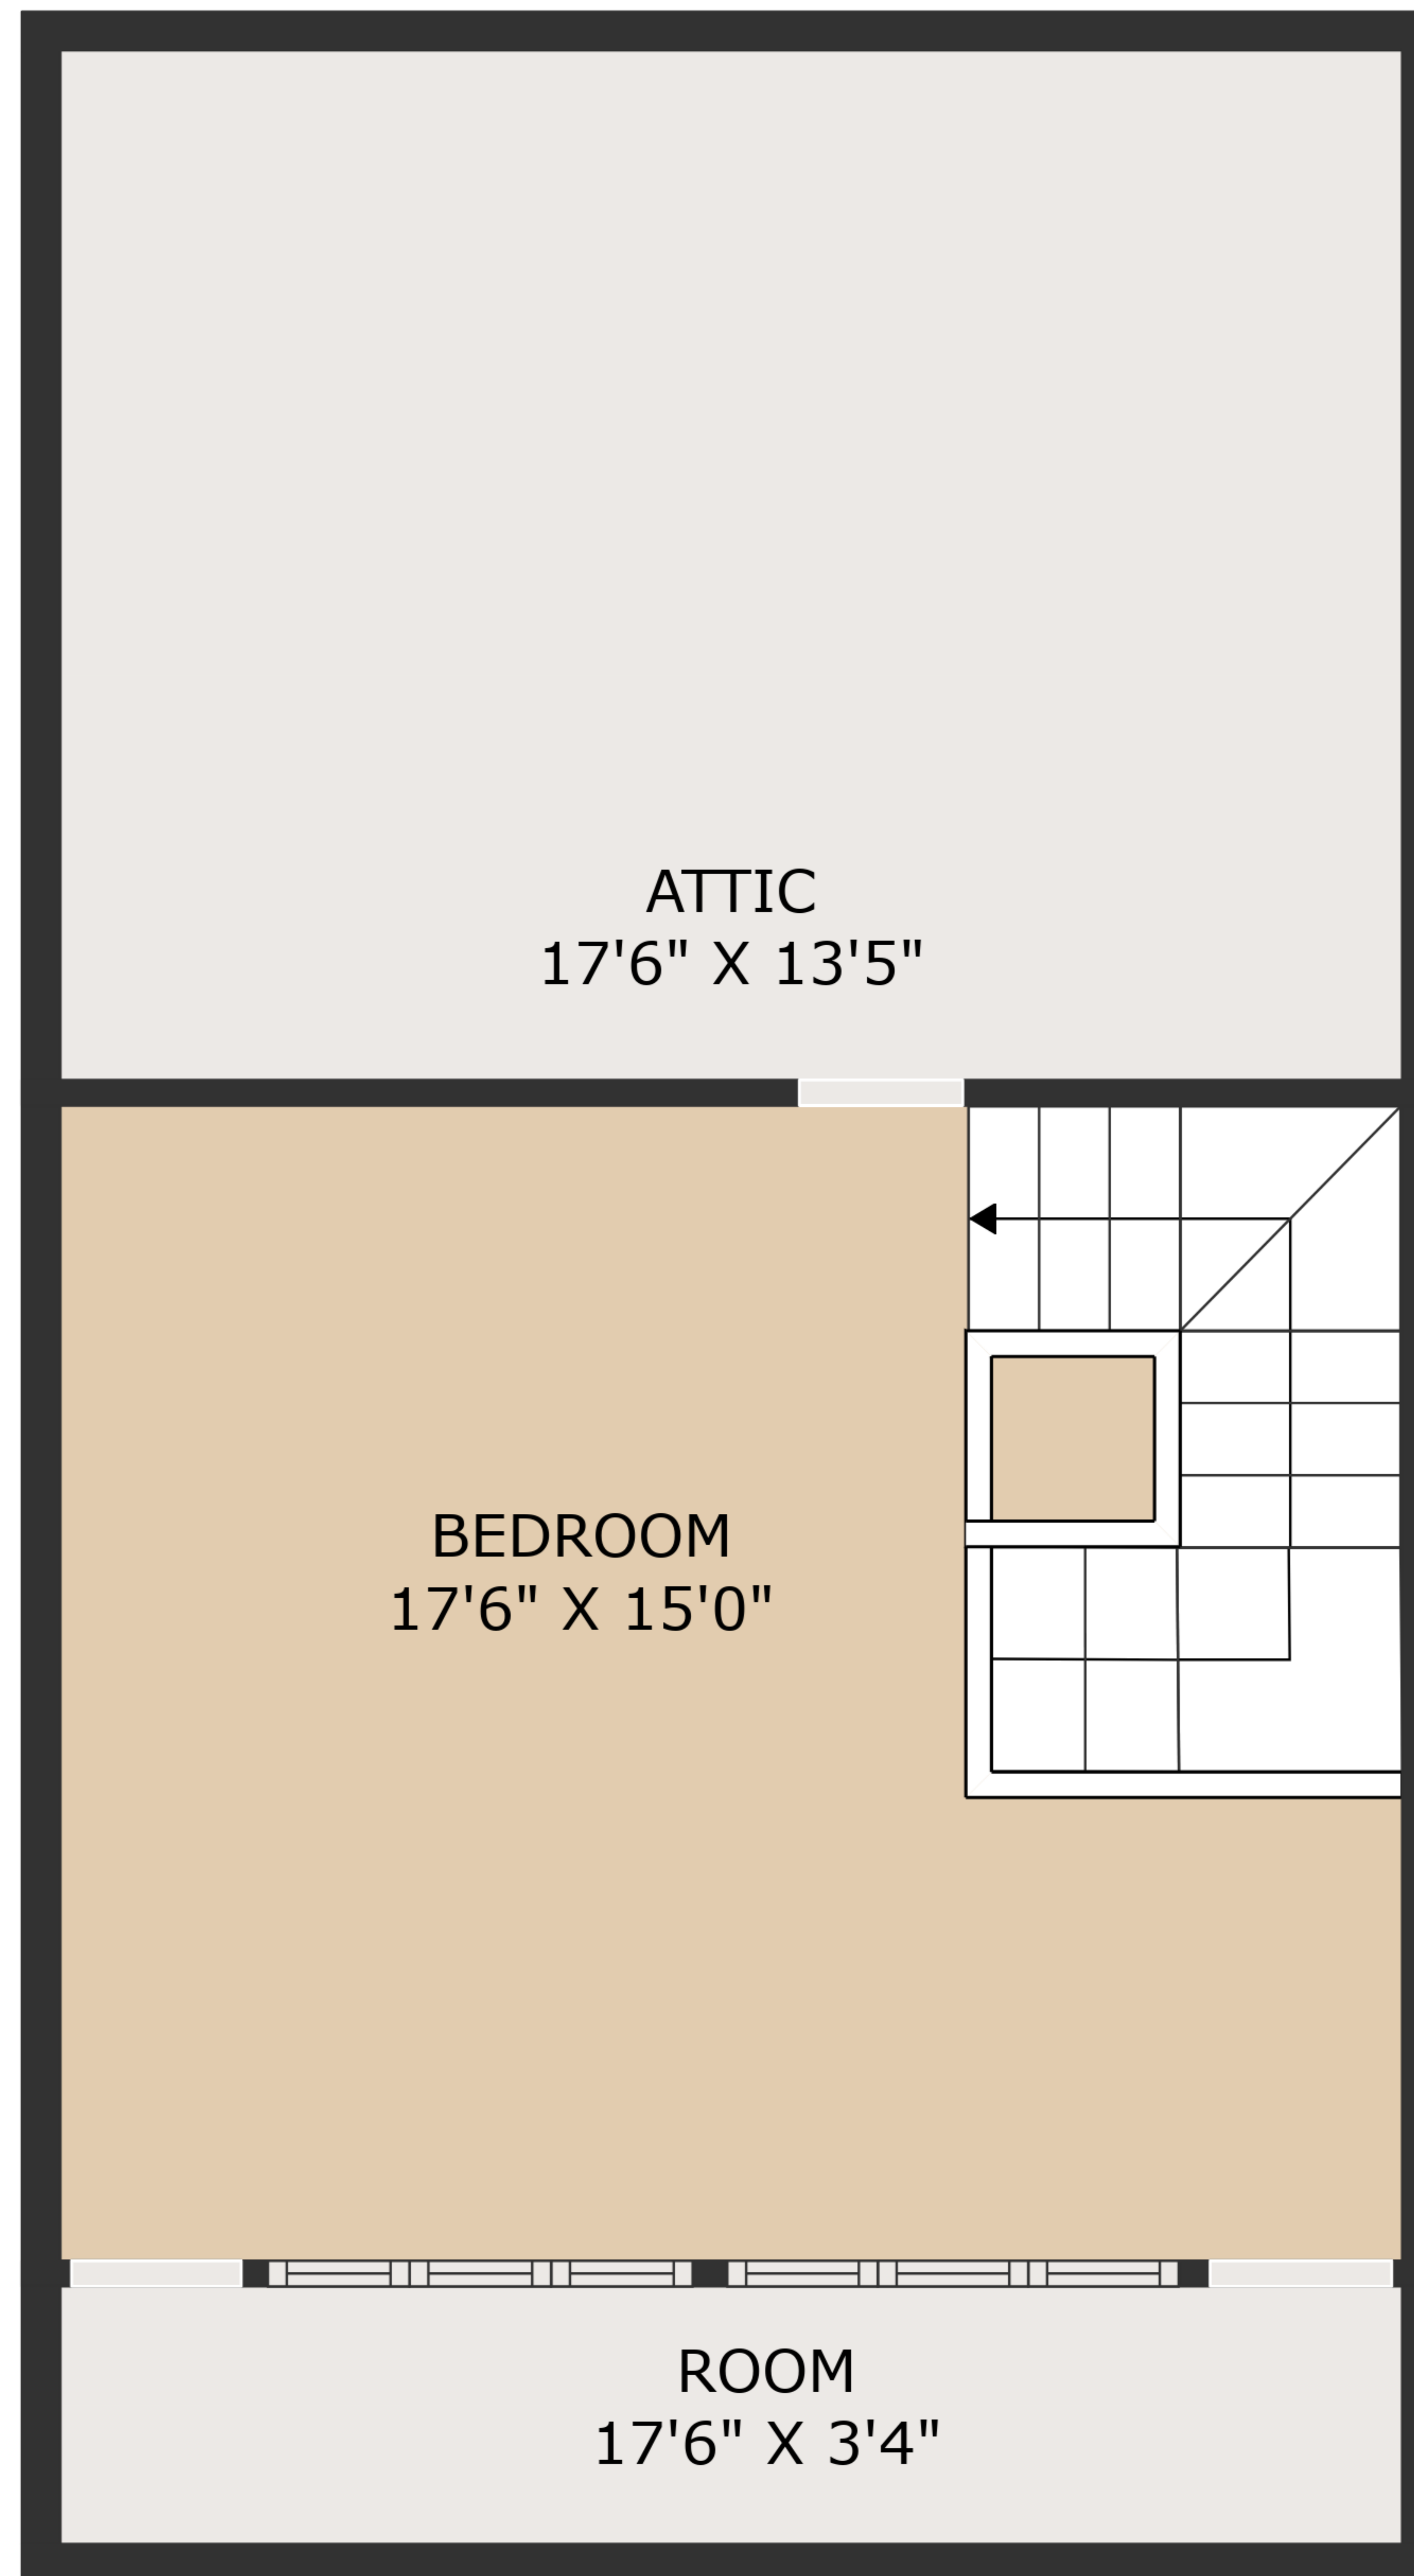 ATTIC
17'6" X 13'5"
BEDROOM
17'6" X 15'0"
ROOM
17'6" X 3'4"